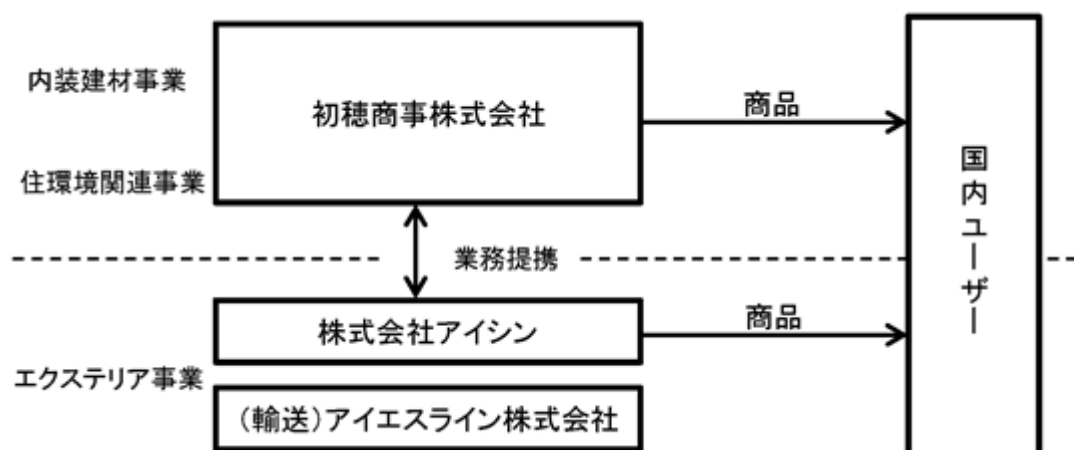 内装建材事業
初穂商事株式会社
商品
住環境関連事業
国内ユーザー
業務提携
株式会社アイシン
商品
エクステリア事業
（輸送）アイエスライン株式会社